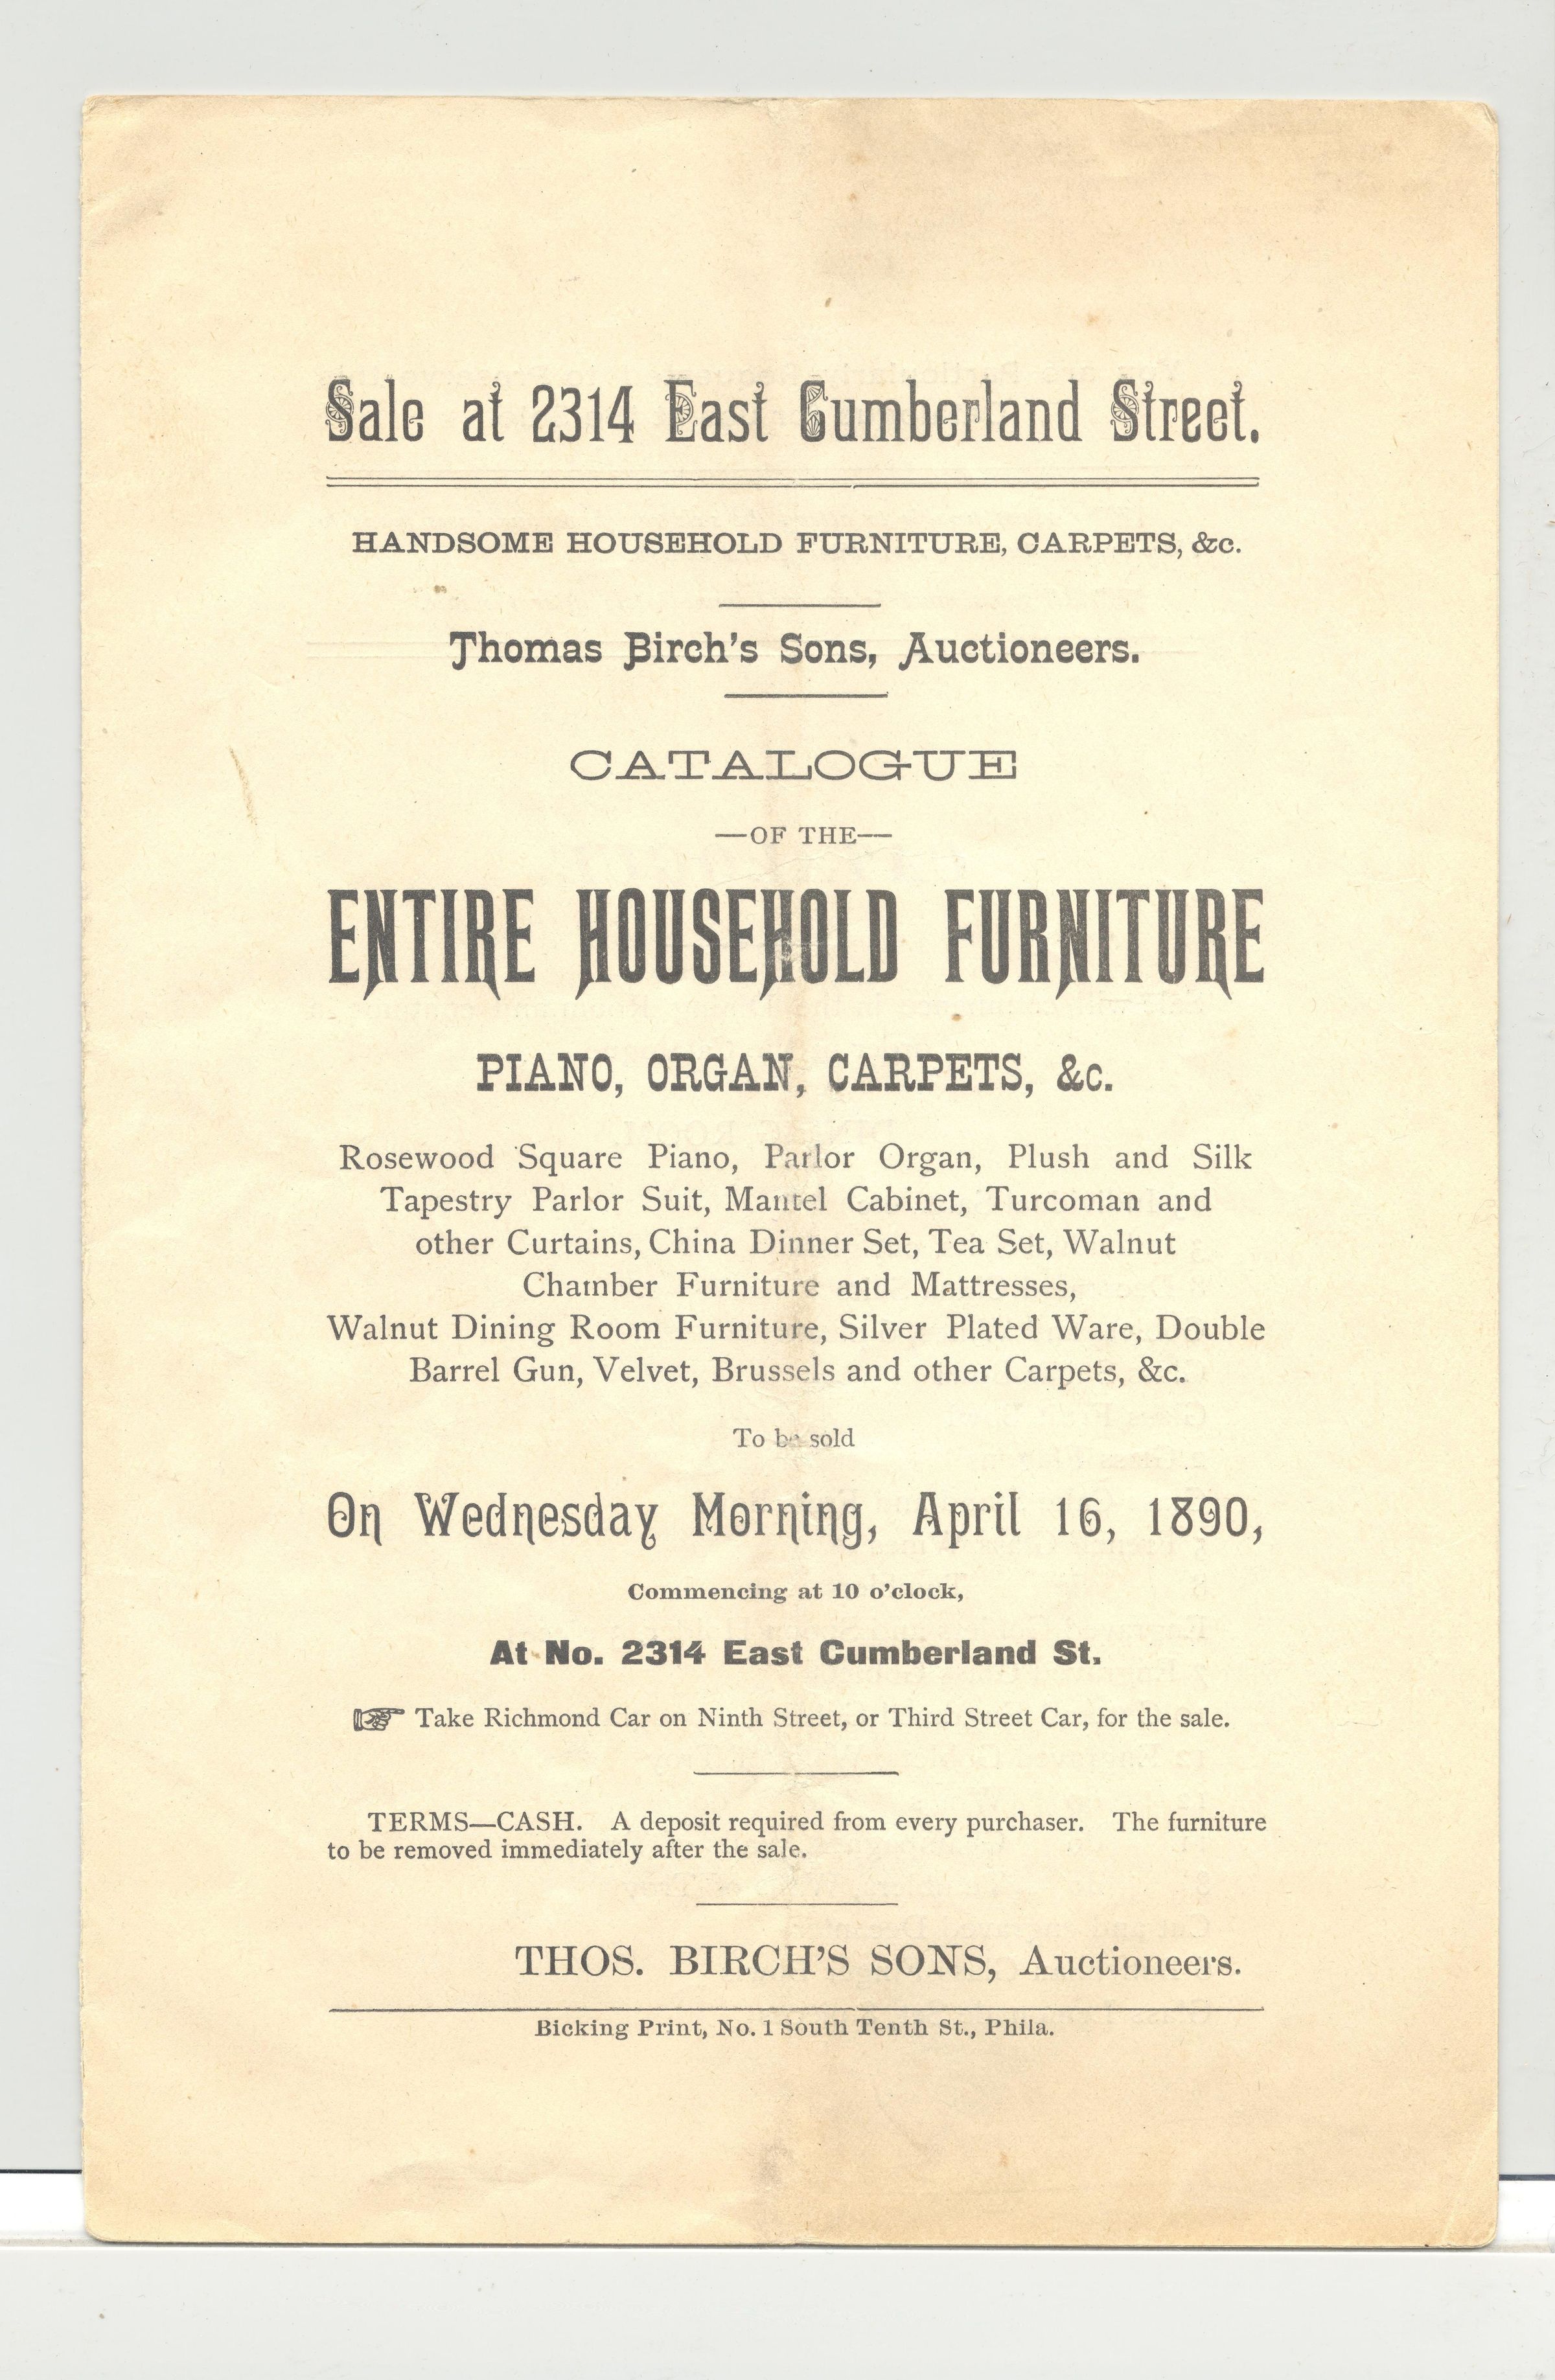 Sale at 2314 East Cumberland Street.
HANDSOME HOUSEHOLD FURNITURE, CARPETS, &c.
Thomas Birch's Sons, Auctioneers.
CATALOGUE
—OF THE—
ENTIRE HOUSEHOLD FURNITURE
PIANO, ORGAN, CARPETS, &c.
Rosewood Square Piano, Parlor Organ, Plush and Silk
Tapestry Parlor Suit, Mantel Cabinet, Turcoman and
other Curtains, China Dinner Set, Tea Set, Walnut
Chamber Furniture and Mattresses,
Walnut Dining Room Furniture, Silver Plated Ware, Double
Barrel Gun, Velvet, Brussels and other Carpets, &c.
To be sold
On Wednesday Morning, April 16, 1890,
Commencing at 10 o'clock,
At No. 2314 East Cumberland St.
☞ Take Richmond Car on Ninth Street, or Third Street Car, for the sale.
TERMS—CASH. A deposit required from every purchaser. The furniture
to be removed immediately after the sale.
THOS. BIRCH'S SONS, Auctioneers.
Bicking Print, No. 1 South Tenth St., Phila.